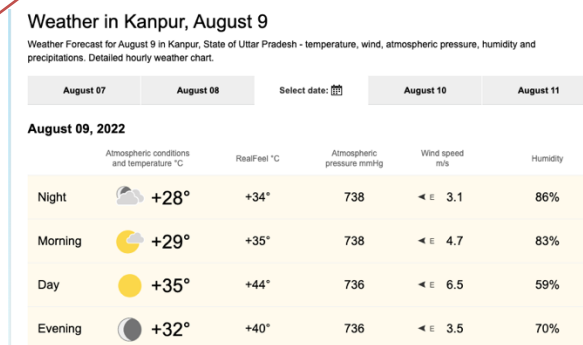 Weather in Kanpur, August 9
Weather Forecast for August 9 in Kanpur, State of Uttar Pradesh - temperature, wind, atmospheric pressure, humidity and
precipitations. Detailed hourly weather chart.
August 07 August 08 Select date: August 10 August 11
August 09, 2022
Atmospheric conditions and temperature °C RealFeel °C Atmospheric pressure mmHg Wind speed m/s Humidity
Night +28° +34° 738 E 3.1 86%
Morning +29° +35° 738 E 4.7 83%
Day +35° +44° 736 E 6.5 59%
Evening +32° +40° 736 E 3.5 70%